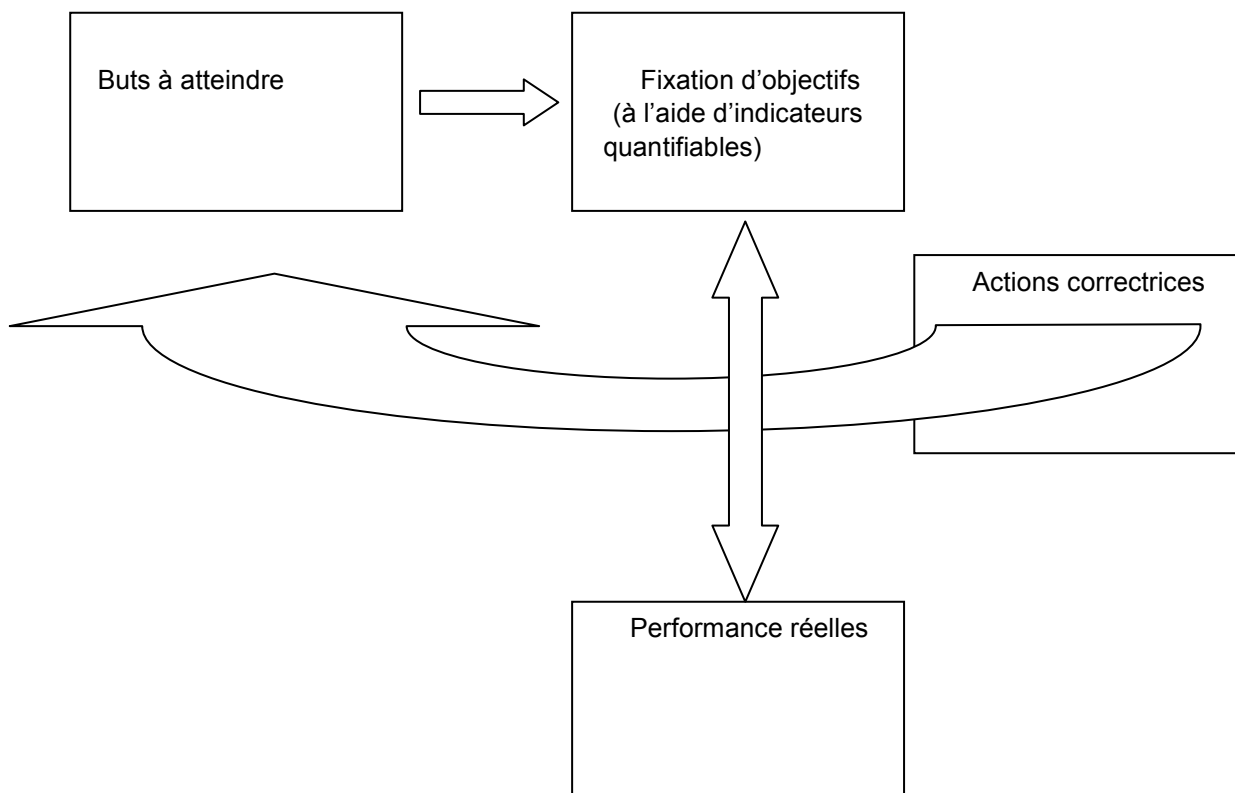 Buts à atteindre
Fixation d’objectifs
(à l’aide d’indicateurs
quantifiables)
Actions correctrices
Performance réelles